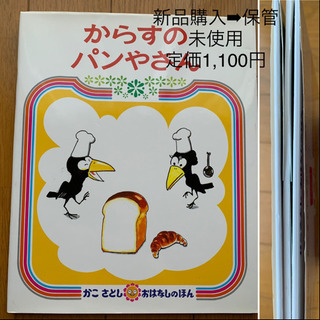 新品購入➡保管
未使用
定価1,100円
からすの
パンやさん
かこ さとし おはなしのほん